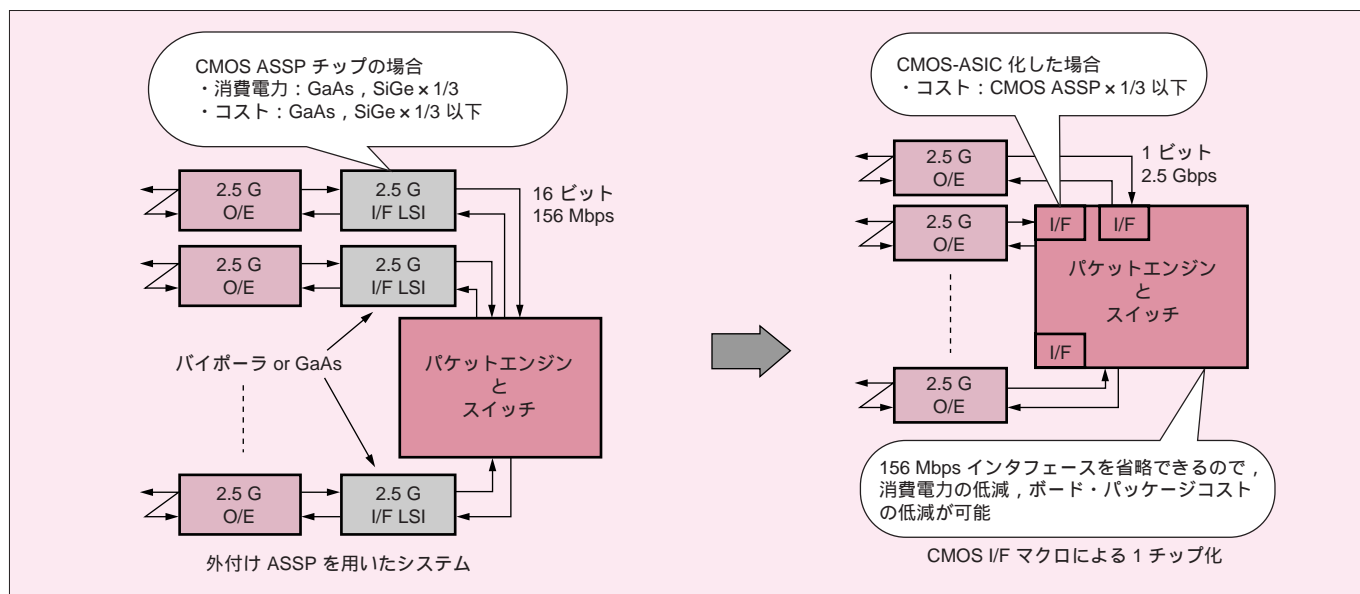 CMOS ASSP チップの場合
・消費電力：GaAs，SiGe × 1/3
・コスト：GaAs，SiGe × 1/3 以下
2.5 G
O/E
2.5 G
I/F LSI
16 ビット
156 Mbps
2.5 G
O/E
2.5 G
I/F LSI
バイポーラ or GaAs
パケットエンジン
と
スイッチ
2.5 G
O/E
2.5 G
I/F LSI
外付け ASSP を用いたシステム
CMOS-ASIC 化した場合
・コスト：CMOS ASSP × 1/3 以下
2.5 G
O/E
1 ビット
2.5 Gbps
2.5 G
O/E
I/F
I/F
パケットエンジン
と
スイッチ
I/F
2.5 G
O/E
156 Mbps インタフェースを省略できるので，
消費電力の低減，ボード・パッケージコスト
の低減が可能
CMOS I/F マクロによる 1 チップ化